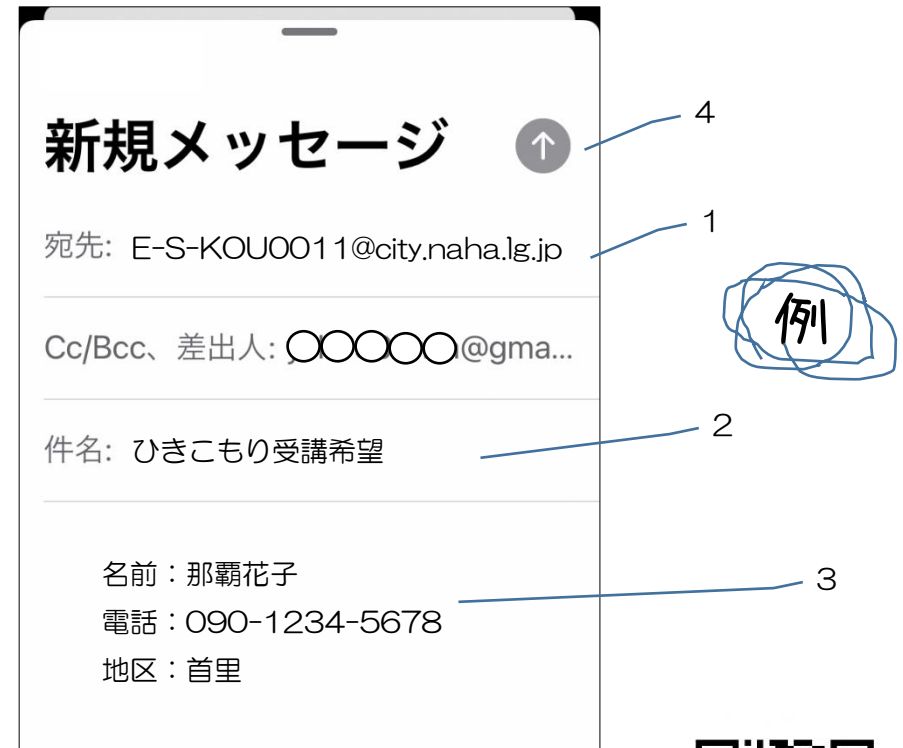 新規メッセージ
4
宛先: E-S-KOU0011@city.naha.lg.jp
1
例
Cc/Bcc、差出人: 〇〇〇〇〇@gma...
件名: ひきこもり受講希望
2
名前：那覇花子
電話：090-1234-5678
3
地区：首里